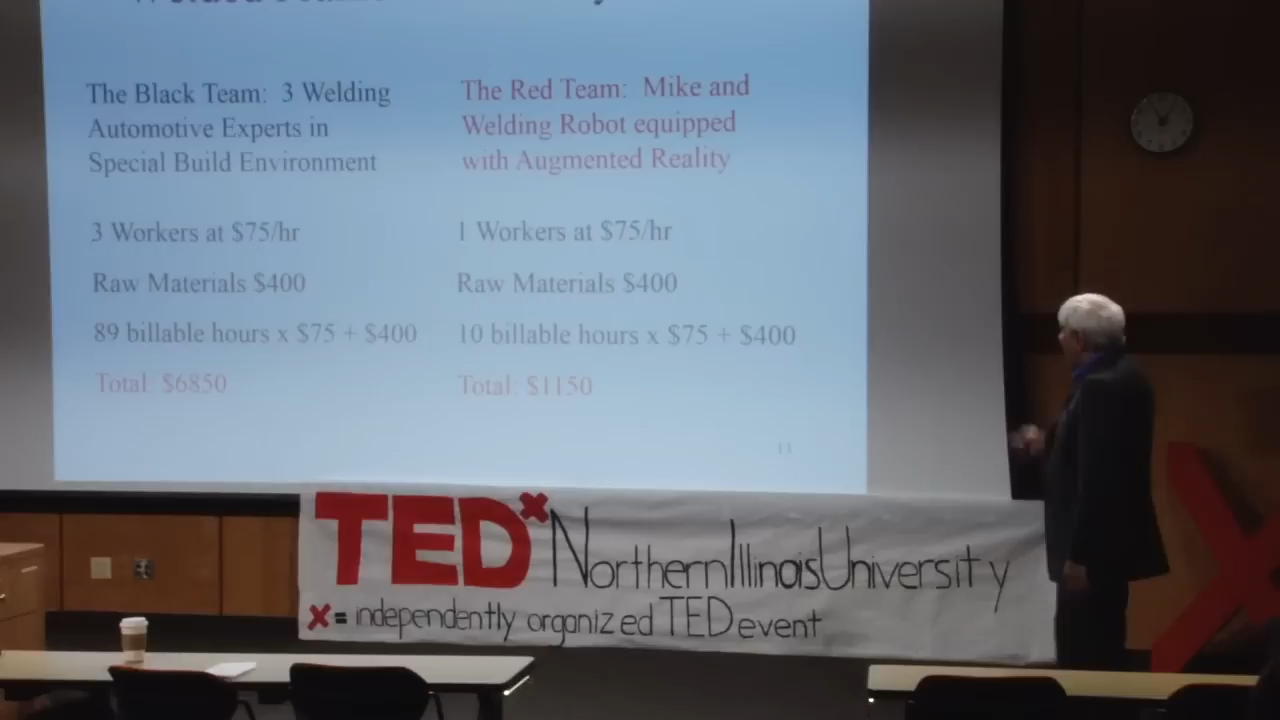 The Black Team: 3 Welding
Automotive Experts in
Special Build Environment
3 Workers at $75/hr
Raw Materials $400
89 billable hours x $75 + $400
Total: $6850
The Red Team: Mike and
Welding Robot equipped
with Augmented Reality
1 Workers at $75/hr
Raw Materials $400
10 billable hours x $75 + $400
Total: $1150
11
TEDx NorthernIllinoisUniversity
x = independently organized TED event